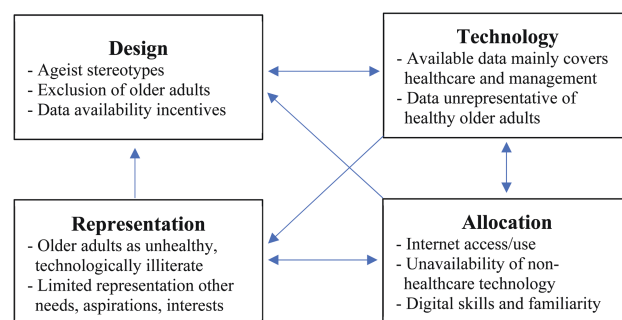 Design
- Ageist stereotypes
- Exclusion of older adults
- Data availability incentives
Technology
- Available data mainly covers
healthcare and management
- Data unrepresentative of
healthy older adults
Representation
- Older adults as unhealthy,
technologically illiterate
- Limited representation other
needs, aspirations, interests
Allocation
- Internet access/use
- Unavailability of non-
healthcare technology
- Digital skills and familiarity